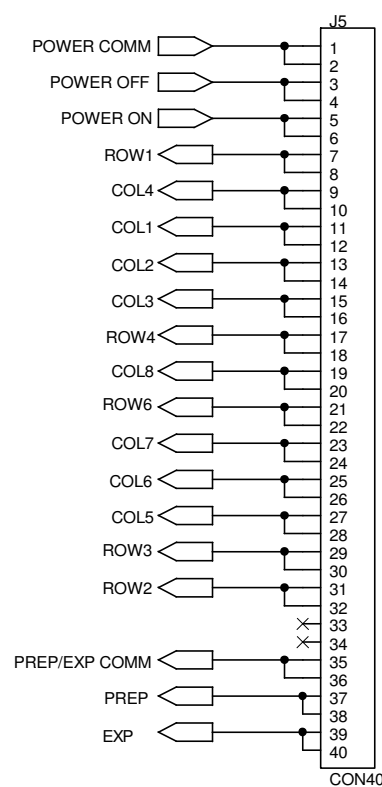 J5
POWER COMM 1
2
POWER OFF 3
4
POWER ON 5
6
ROW1 7
8
COL4 9
10
COL1 11
12
COL2 13
14
COL3 15
16
ROW4 17
18
COL8 19
20
ROW6 21
22
COL7 23
24
COL6 25
26
COL5 27
28
ROW3 29
30
ROW2 31
32
33
34
PREP/EXP COMM 35
36
PREP 37
38
EXP 39
40
CON40